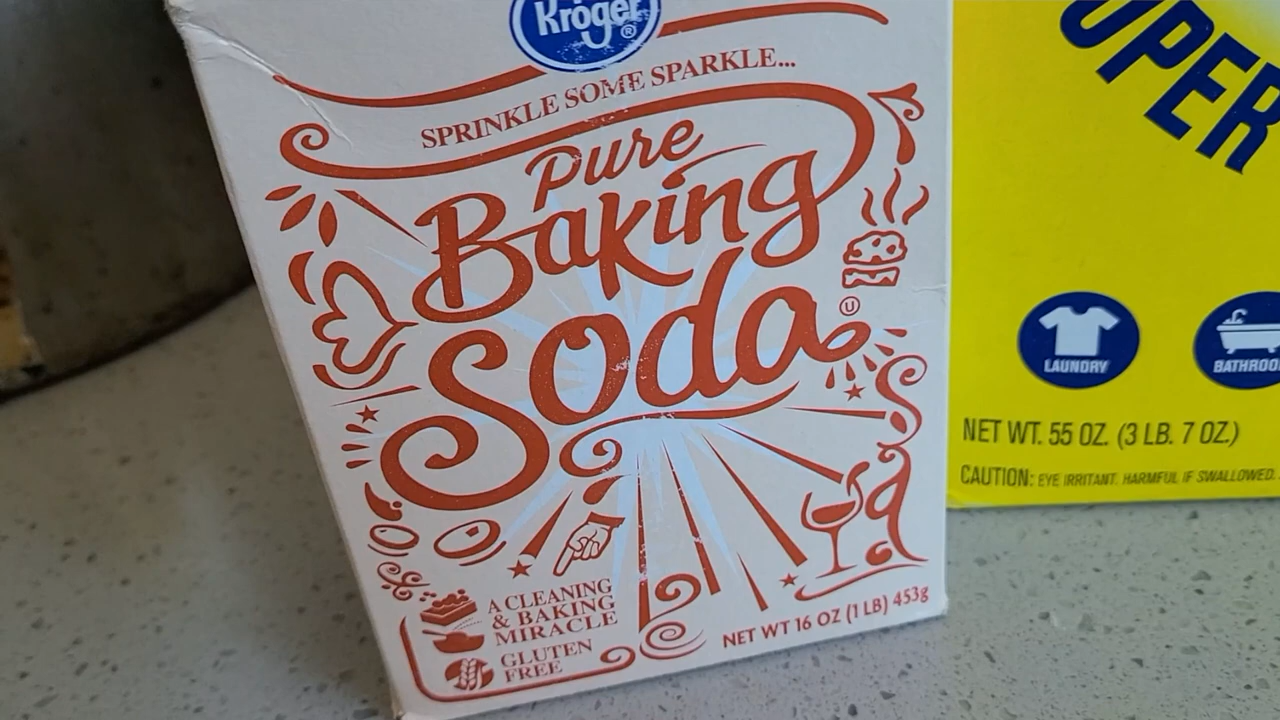 Kroger®
SPRINKLE SOME SPARKLE...
Pure
Baking
Soda
U
A CLEANING
& BAKING
MIRACLE
GLUTEN
FREE
NET WT 16 OZ (1 LB) 453g
UPER
LAUNDRY
BATHROO
NET WT. 55 OZ. (3 LB. 7 OZ.)
CAUTION: EYE IRRITANT. HARMFUL IF SWALLOWED.